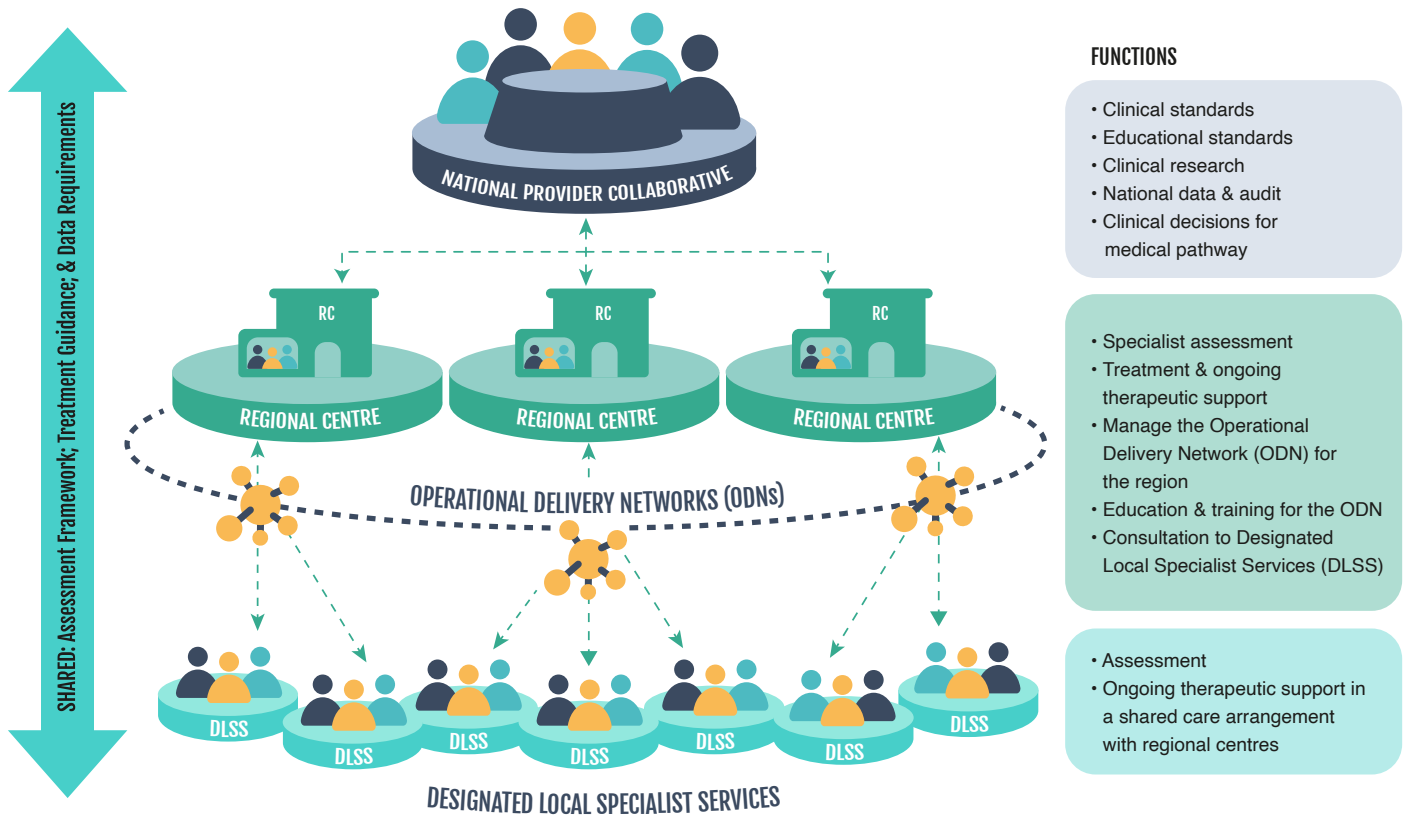 SHARED: Assessment Framework; Treatment Guidance; & Data Requirements
NATIONAL PROVIDER COLLABORATIVE
RC
RC
RC
REGIONAL CENTRE
REGIONAL CENTRE
REGIONAL CENTRE
OPERATIONAL DELIVERY NETWORKS (ODNs)
DLSS
DLSS
DLSS
DLSS
DLSS
DLSS
DLSS
DESIGNATED LOCAL SPECIALIST SERVICES
FUNCTIONS
• Clinical standards
• Educational standards
• Clinical research
• National data & audit
• Clinical decisions for
medical pathway
• Specialist assessment
• Treatment & ongoing
therapeutic support
• Manage the Operational
Delivery Network (ODN) for
the region
• Education & training for the ODN
• Consultation to Designated
Local Specialist Services (DLSS)
• Assessment
• Ongoing therapeutic support in
a shared care arrangement
with regional centres